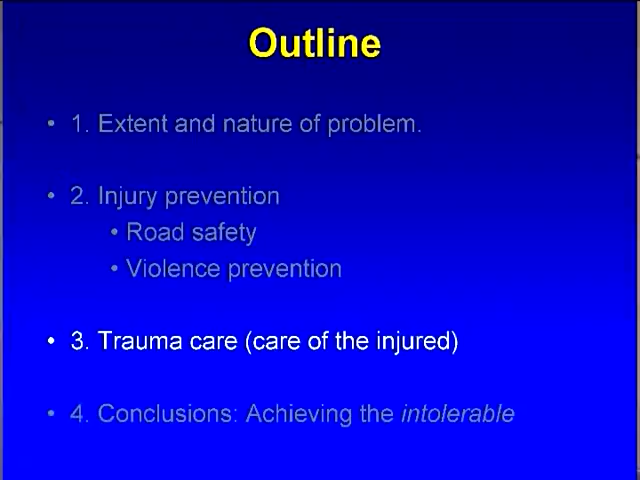 Outline
• 1. Extent and nature of problem.
• 2. Injury prevention
• Road safety
• Violence prevention
• 3. Trauma care (care of the injured)
• 4. Conclusions: Achieving the intolerable